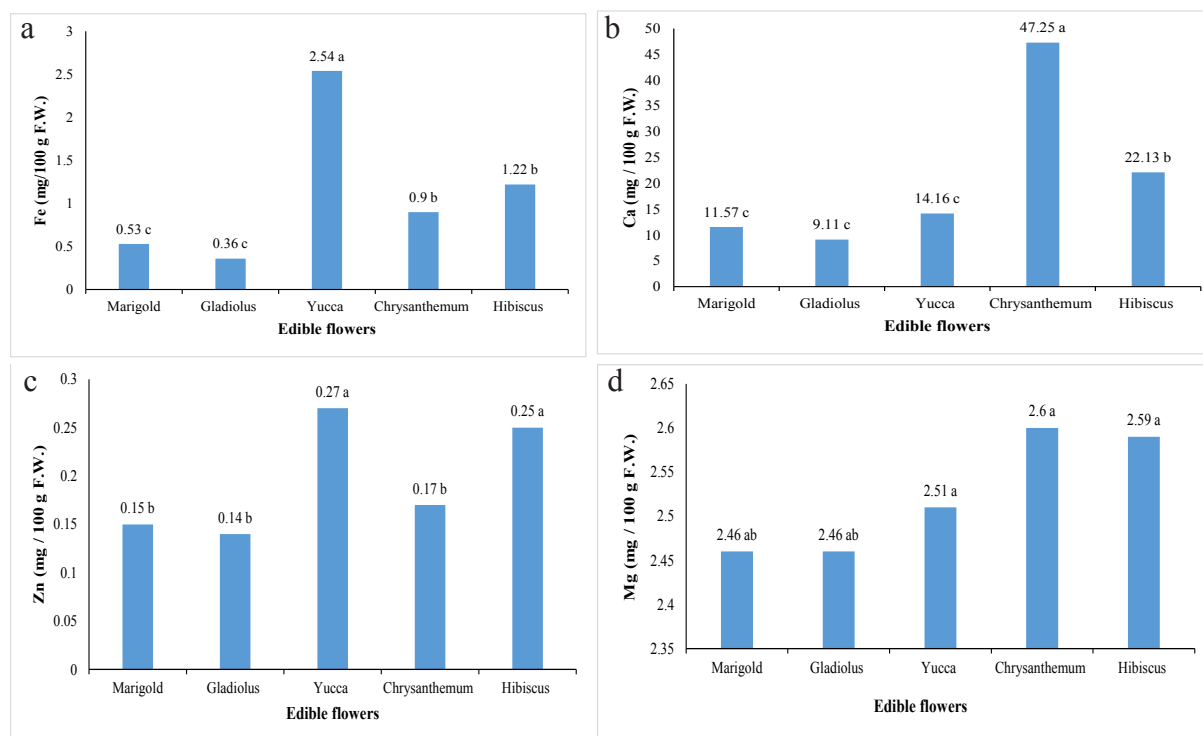 a
Fe (mg/100 g F.W.)
3
2.5
2
1.5
1
0.5
0
0.53 c
0.36 c
2.54 a
0.9 b
1.22 b
Marigold Gladiolus Yucca Chrysanthemum Hibiscus
Edible flowers
b
Ca (mg / 100 g F.W.)
50
45
40
35
30
25
20
15
10
5
0
11.57 c
9.11 c
14.16 c
47.25 a
22.13 b
Marigold Gladiolus Yucca Chrysanthemum Hibiscus
Edible flowers
c
Zn (mg / 100 g F.W.)
0.3
0.25
0.2
0.15
0.1
0.05
0
0.15 b
0.14 b
0.27 a
0.17 b
0.25 a
Marigold Gladiolus Yucca Chrysanthemum Hibiscus
Edible flowers
d
Mg (mg / 100 g F.W.)
2.65
2.6
2.55
2.5
2.45
2.4
2.35
2.46 ab
2.46 ab
2.51 a
2.6 a
2.59 a
Marigold Gladiolus Yucca Chrysanthemum Hibiscus
Edible flowers